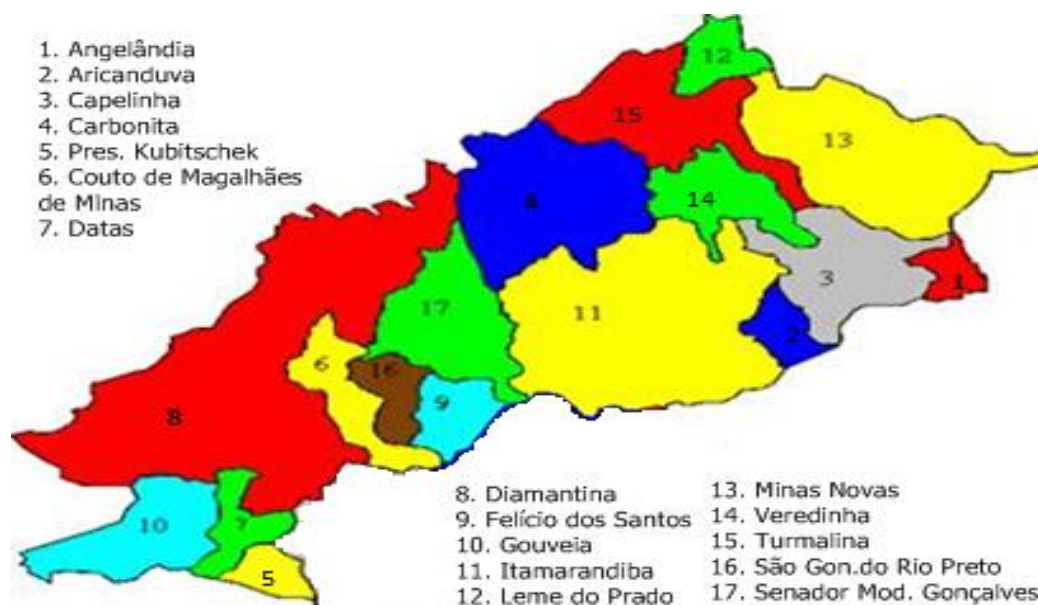 1. Angelândia
2. Aricanduva
3. Capelinha
4. Carbonita
5. Pres. Kubitschek
6. Couto de Magalhães
de Minas
7. Datas
12
15
13
4
14
3
1
17
11
2
6
16
9
8
10
7
5
8. Diamantina
9. Felício dos Santos
10. Gouveia
11. Itamarandiba
12. Leme do Prado
13. Minas Novas
14. Veredinha
15. Turmalina
16. São Gon.do Rio Preto
17. Senador Mod. Gonçalves